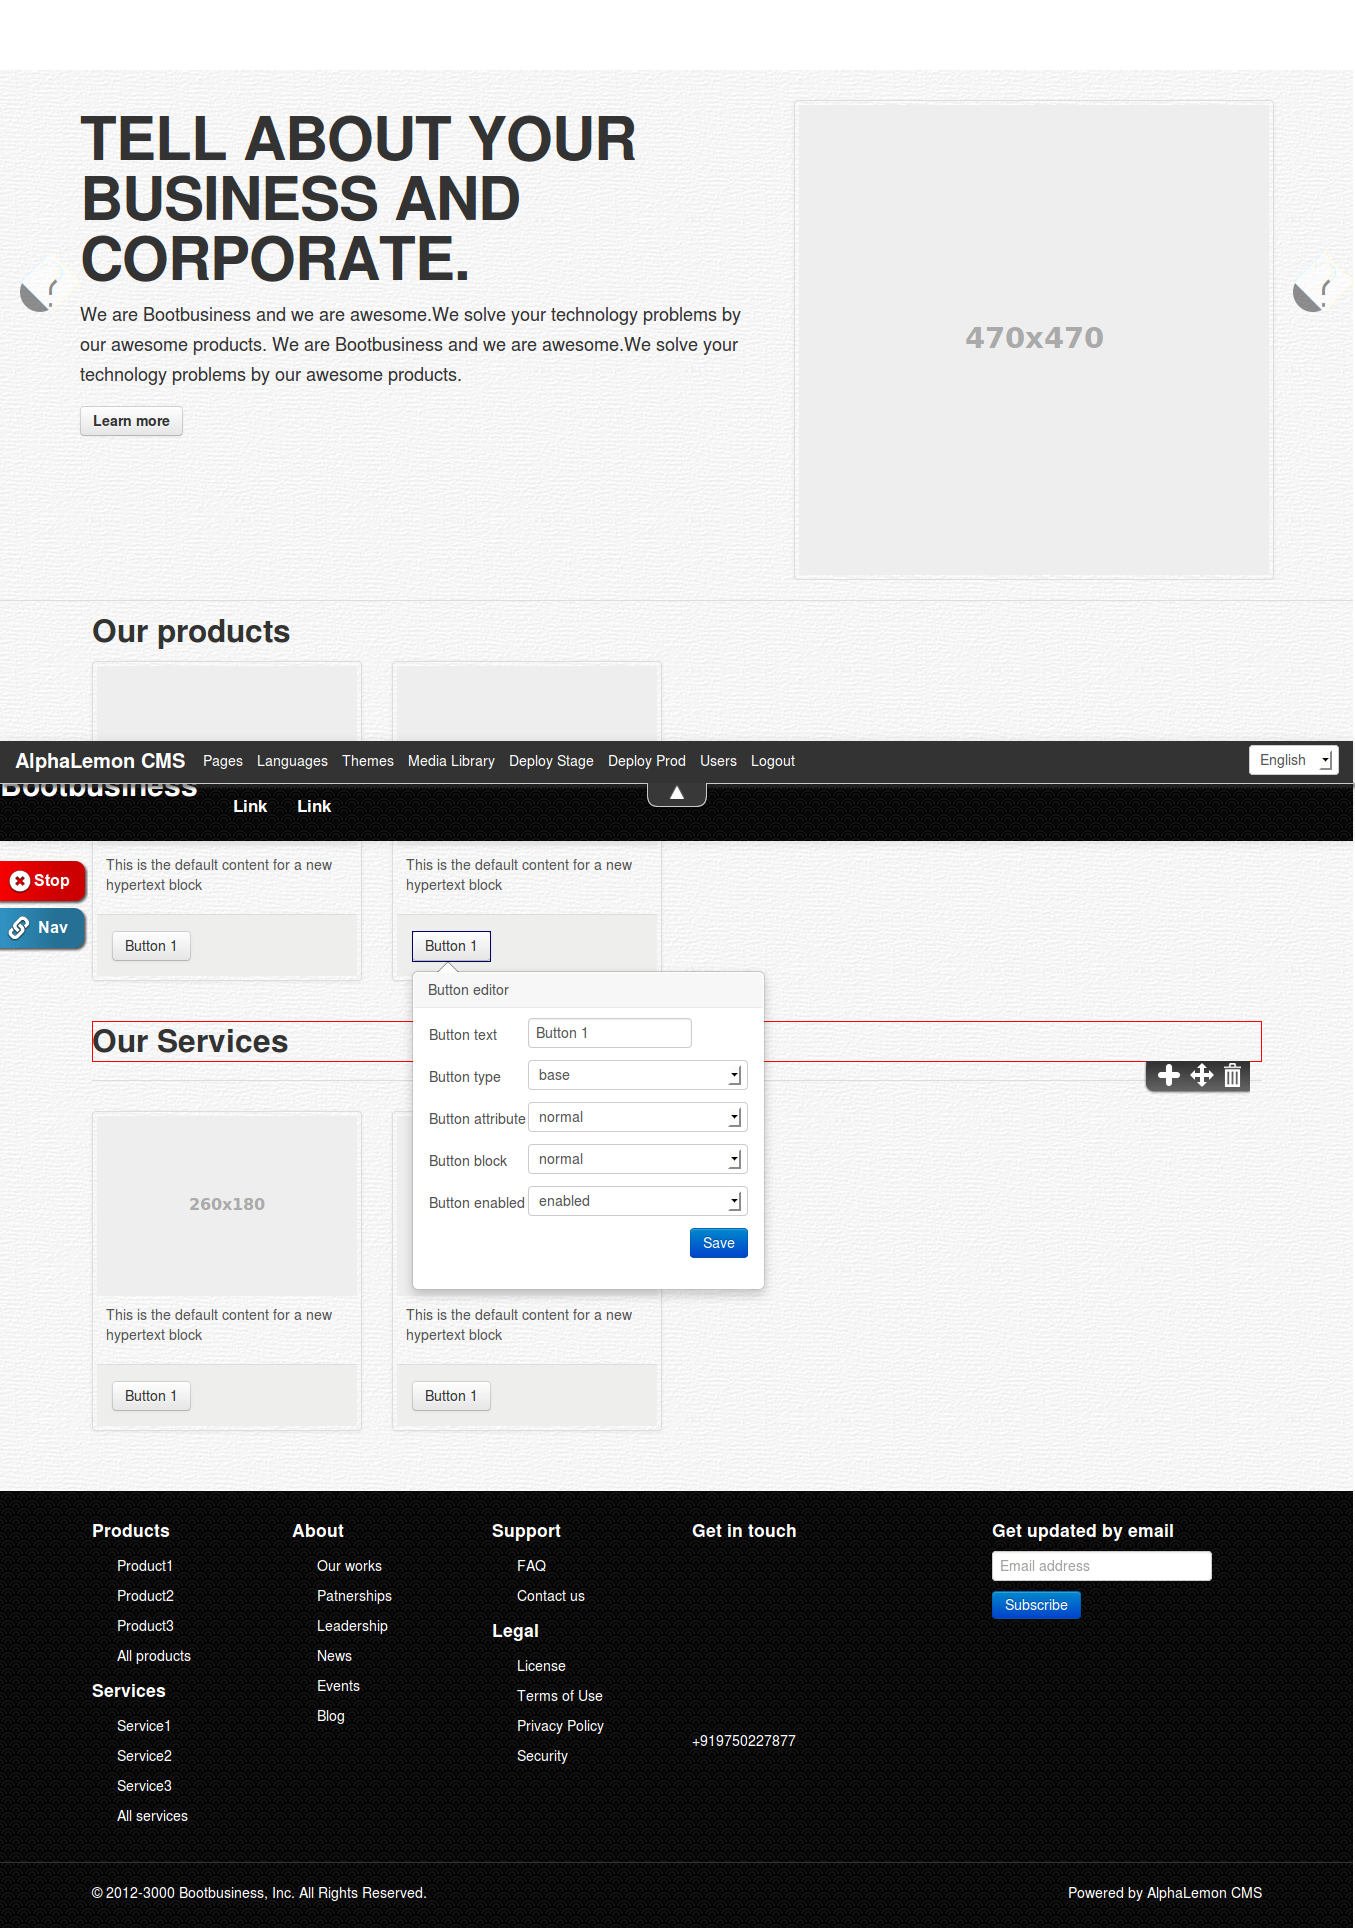 TELL ABOUT YOUR
BUSINESS AND
CORPORATE.
We are Bootbusiness and we are awesome.We solve your technology problems by
our awesome products. We are Bootbusiness and we are awesome.We solve your
technology problems by our awesome products.
Learn more
470x470
Our products
AlphaLemon CMS Pages Languages Themes Media Library Deploy Stage Deploy Prod Users Logout English
Bootbusiness Link Link
This is the default content for a new
hypertext block
This is the default content for a new
hypertext block
Stop
Nav
Button 1
Button 1
Button editor
Button text Button 1
Button type base
Button attribute normal
Button block normal
Button enabled enabled
Save
Our Services
260x180
This is the default content for a new
hypertext block
This is the default content for a new
hypertext block
Button 1
Button 1
Products
Product1
Product2
Product3
All products
Services
Service1
Service2
Service3
All services
About
Our works
Patnerships
Leadership
News
Events
Blog
Support
FAQ
Contact us
Legal
License
Terms of Use
Privacy Policy
Security
Get in touch
+919750227877
Get updated by email
Email address
Subscribe
© 2012-3000 Bootbusiness, Inc. All Rights Reserved.
Powered by AlphaLemon CMS